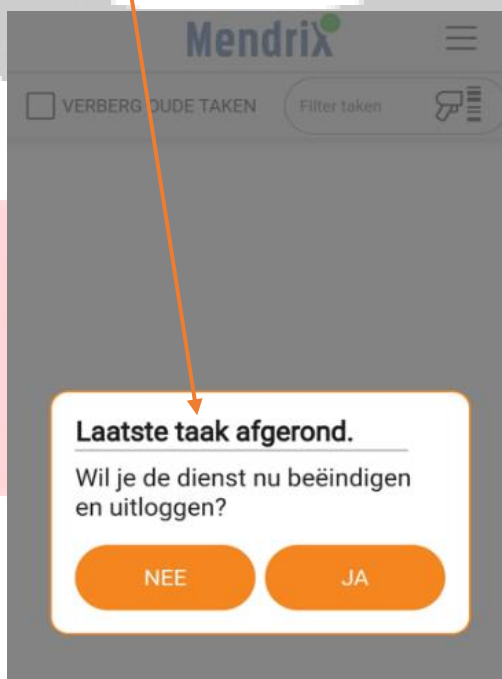 MendriX
VERBERG OUDE TAKEN
Filter taken
Laatste taak afgerond.
Wil je de dienst nu beëindigen
en uitloggen?
NEE
JA